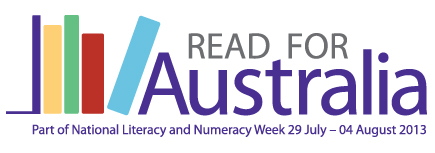 READ FOR
Australia
Part of National Literacy and Numeracy Week 29 July – 04 August 2013